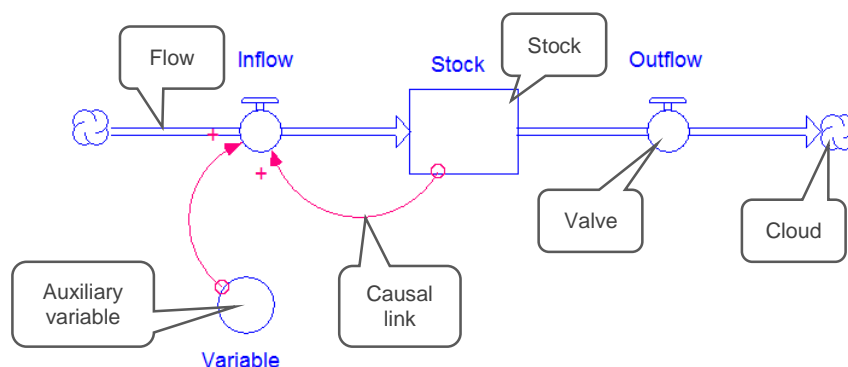 Flow
Inflow
Stock
Stock
Outflow
+
+
Valve
Cloud
Auxiliary
variable
Causal
link
Variable